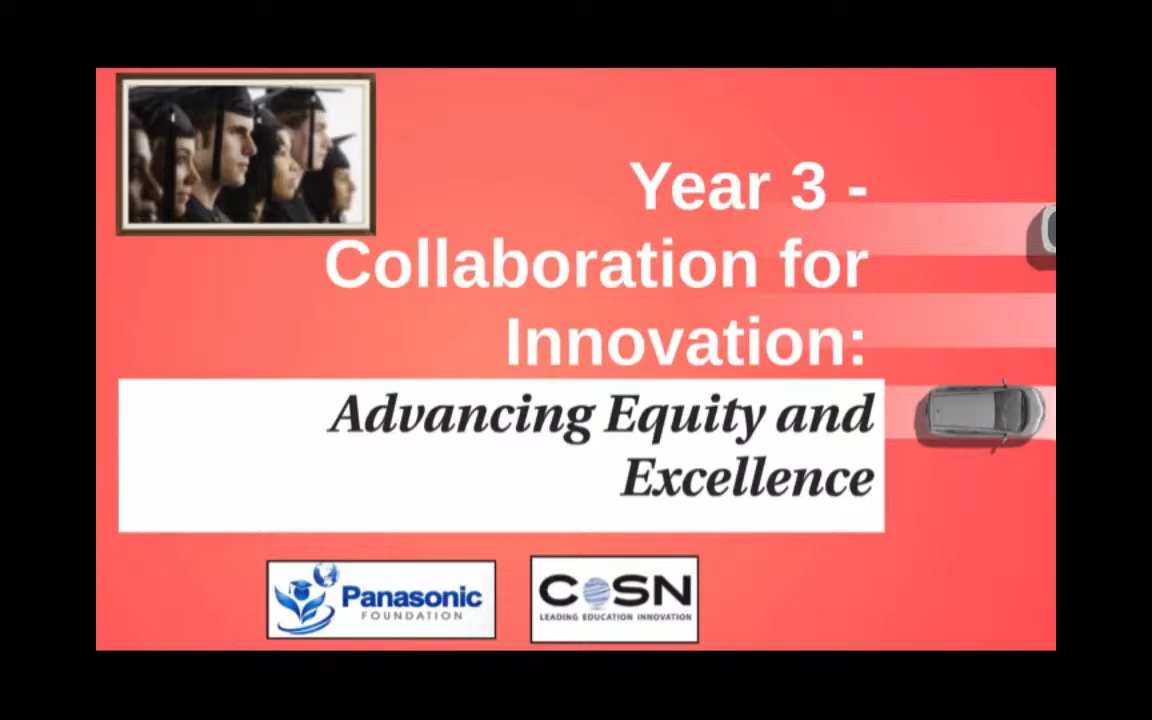 Year 3 -
Collaboration for
Innovation:
Advancing Equity and
Excellence
Panasonic
FOUNDATION
COSN
LEADING EDUCATION INNOVATION